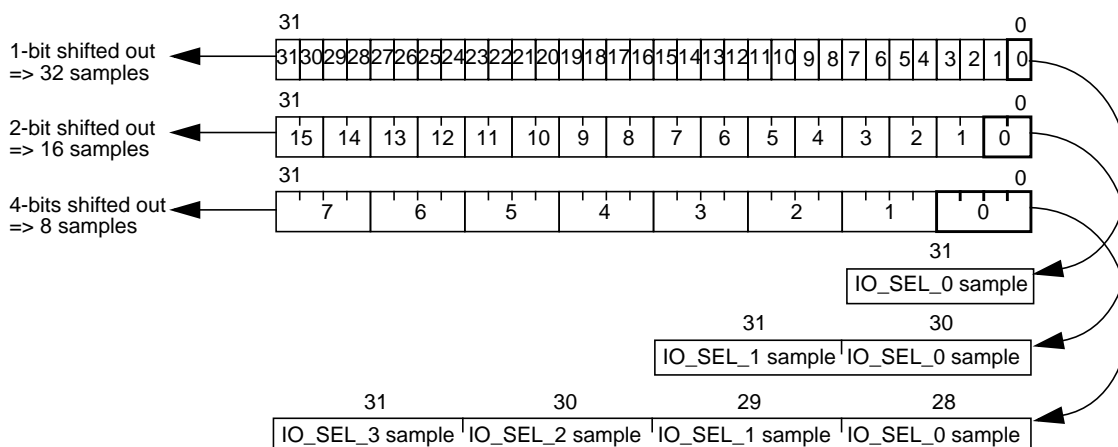 31 0
1-bit shifted out
=> 32 samples
31 30 29 28 27 26 25 24 23 22 21 20 19 18 17 16 15 14 13 12 11 10 9 8 7 6 5 4 3 2 1 0
31 0
2-bit shifted out
=> 16 samples
15 14 13 12 11 10 9 8 7 6 5 4 3 2 1 0
31 0
4-bits shifted out
=> 8 samples
7 6 5 4 3 2 1 0
31
IO_SEL_0 sample
31 30
IO_SEL_1 sample IO_SEL_0 sample
31 30 29 28
IO_SEL_3 sample IO_SEL_2 sample IO_SEL_1 sample IO_SEL_0 sample